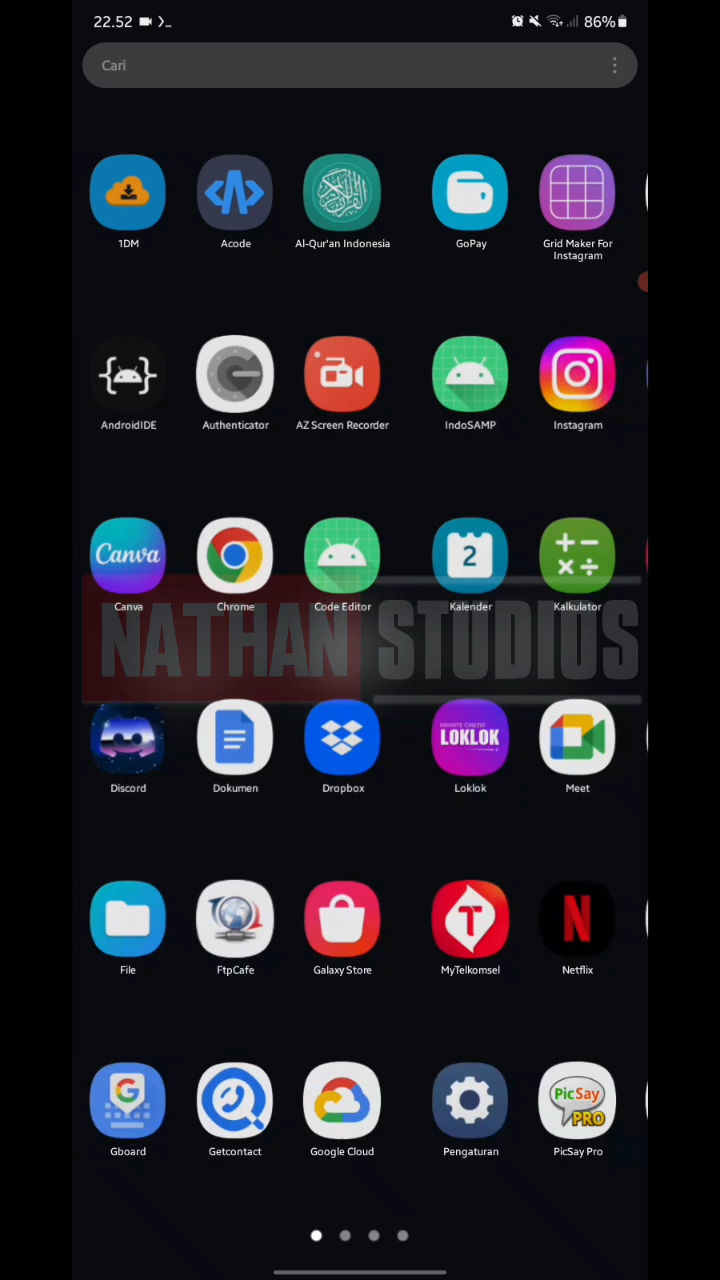 22.52
86%
Cari
1DM
Acode
Al-Qur'an Indonesia
GoPay
Grid Maker For
Instagram
AndroidIDE
Authenticator
AZ Screen Recorder
IndoSAMP
Instagram
Canva
2
Canva
Chrome
Code Editor
Kalender
Kalkulator
NATHAN STUDIOS
LOKLOK
Discord
Dokumen
Dropbox
Loklok
Meet
T
N
File
FtpCafe
Galaxy Store
MyTelkomsel
Netflix
G
PicSay
PRO
Gboard
Getcontact
Google Cloud
Pengaturan
PicSay Pro